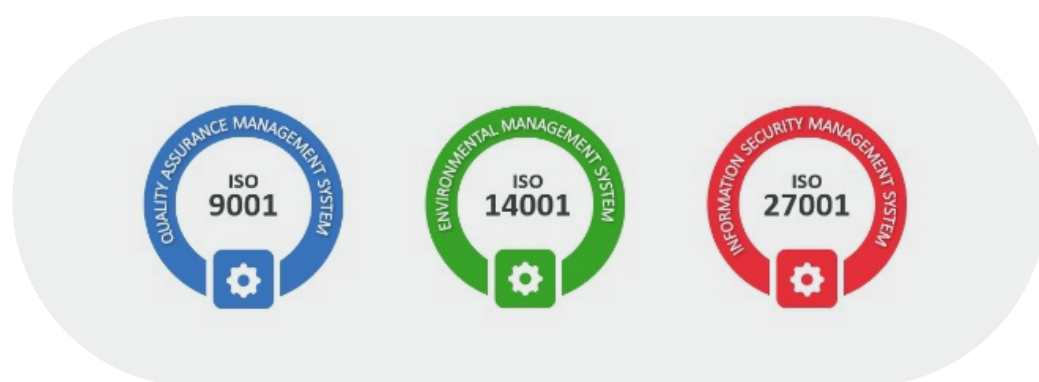 QUALITY ASSURANCE MANAGEMENT SYSTEM
ISO
9001
ENVIRONMENTAL MANAGEMENT SYSTEM
ISO
14001
INFORMATION SECURITY MANAGEMENT SYSTEM
ISO
27001